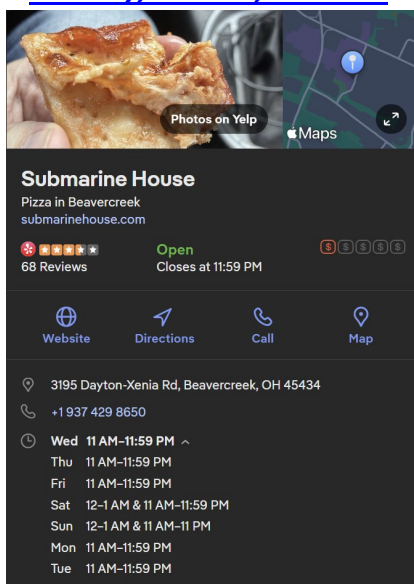 Photos on Yelp
Maps
Submarine House
Pizza in Beavercreek
submarinehouse.com
68 Reviews
Open
Closes at 11:59 PM
$ $ $ $ $
Website
Directions
Call
Map
3195 Dayton-Xenia Rd, Beavercreek, OH 45434
+1 937 429 8650
Wed 11 AM–11:59 PM
Thu 11 AM–11:59 PM
Fri 11 AM–11:59 PM
Sat 12–1 AM & 11 AM–11:59 PM
Sun 12–1 AM & 11 AM–11 PM
Mon 11 AM–11:59 PM
Tue 11 AM–11:59 PM